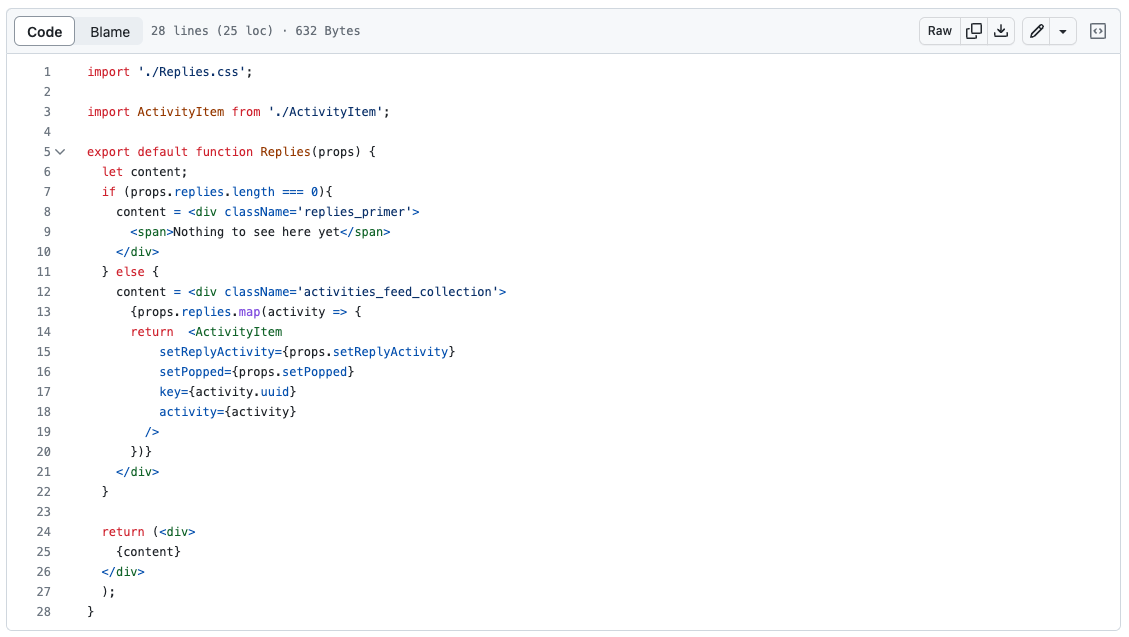 Code Blame 28 lines (25 loc) · 632 Bytes Raw
1 import './Replies.css';
2
3 import ActivityItem from './ActivityItem';
4
5 export default function Replies(props) {
6   let content;
7   if (props.replies.length === 0){
8     content = <div className='replies_primer'>
9       <span>Nothing to see here yet</span>
10     </div>
11   } else {
12     content = <div className='activities_feed_collection'>
13       {props.replies.map(activity => {
14       return  <ActivityItem
15           setReplyActivity={props.setReplyActivity}
16           setPopped={props.setPopped}
17           key={activity.uuid}
18           activity={activity}
19         />
20       })}
21     </div>
22   }
23
24   return (<div>
25     {content}
26   </div>
27   );
28 }